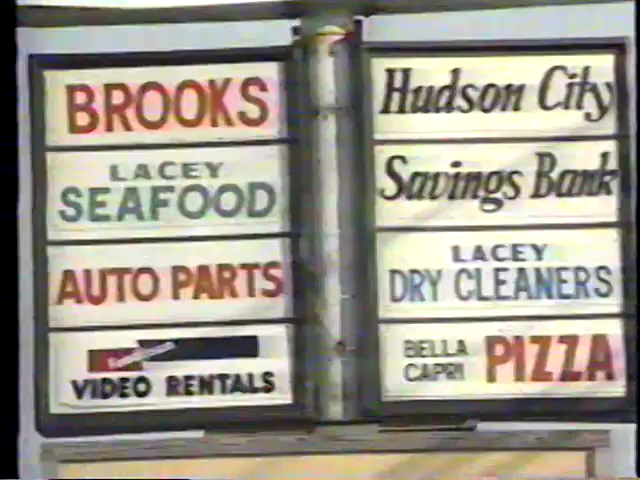 BROOKS
LACEY
SEAFOOD
AUTO PARTS
VIDEO RENTALS
Hudson City
Savings Bank
LACEY
DRY CLEANERS
BELLA
CAPRI
PIZZA